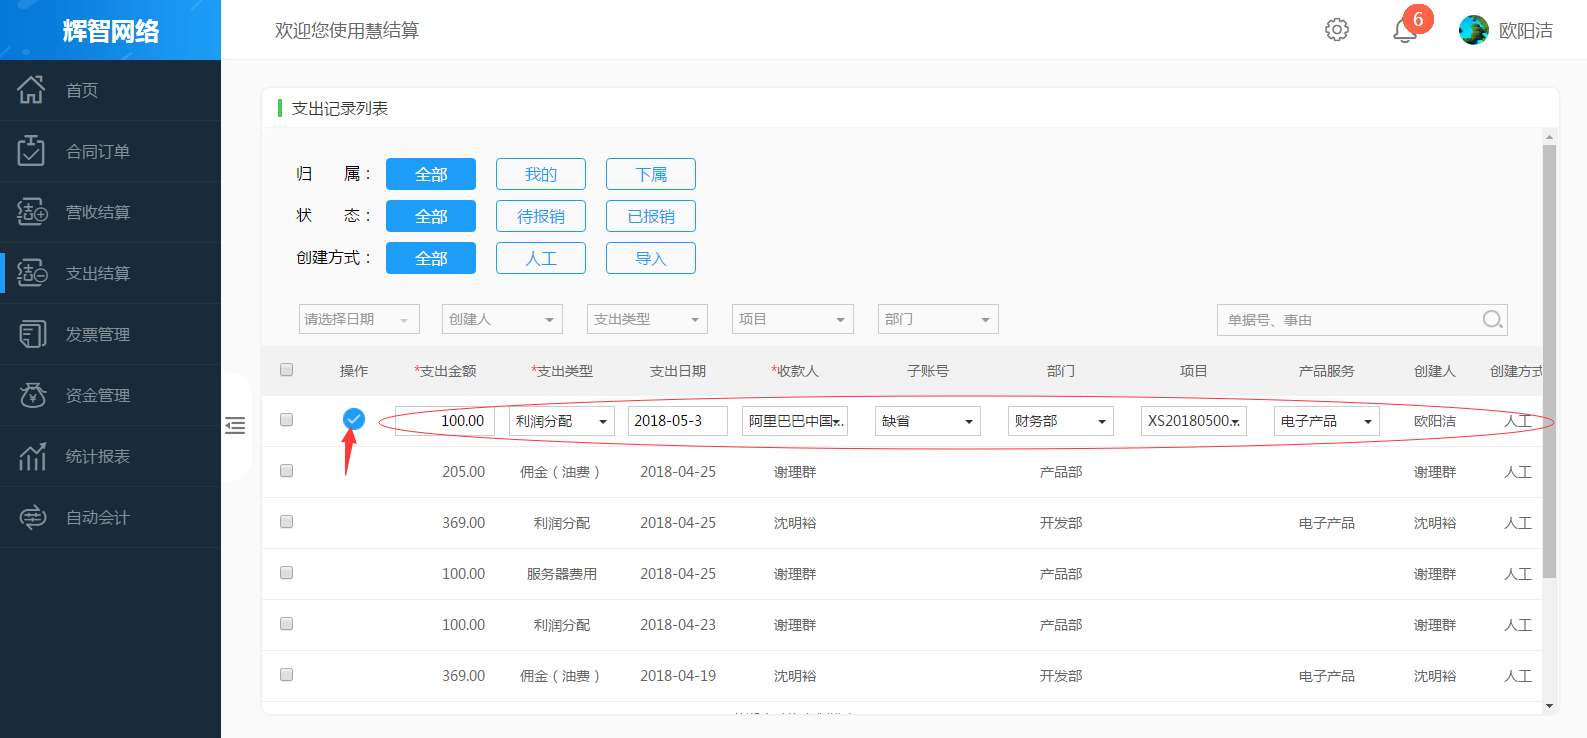 辉智网络
欢迎您使用慧结算
6
欧阳洁
首页
合同订单
营收结算
支出结算
发票管理
资金管理
统计报表
自动会计
支出记录列表
归 属： 全部 我的 下属
状 态： 全部 待报销 已报销
创建方式： 全部 人工 导入
请选择日期 创建人 支出类型 项目 部门 单据号、事由
操作 *支出金额 *支出类型 支出日期 *收款人 子账号 部门 项目 产品服务 创建人 创建方式
100.00 利润分配 2018-05-3 阿里巴巴中国... 缺省 财务部 XS20180500... 电子产品 欧阳洁 人工
205.00 佣金（油费） 2018-04-25 谢理群 产品部 谢理群 人工
369.00 利润分配 2018-04-25 沈明裕 开发部 电子产品 沈明裕 人工
100.00 服务器费用 2018-04-25 谢理群 产品部 谢理群 人工
100.00 利润分配 2018-04-23 谢理群 产品部 谢理群 人工
369.00 佣金（油费） 2018-04-19 沈明裕 开发部 电子产品 沈明裕 人工